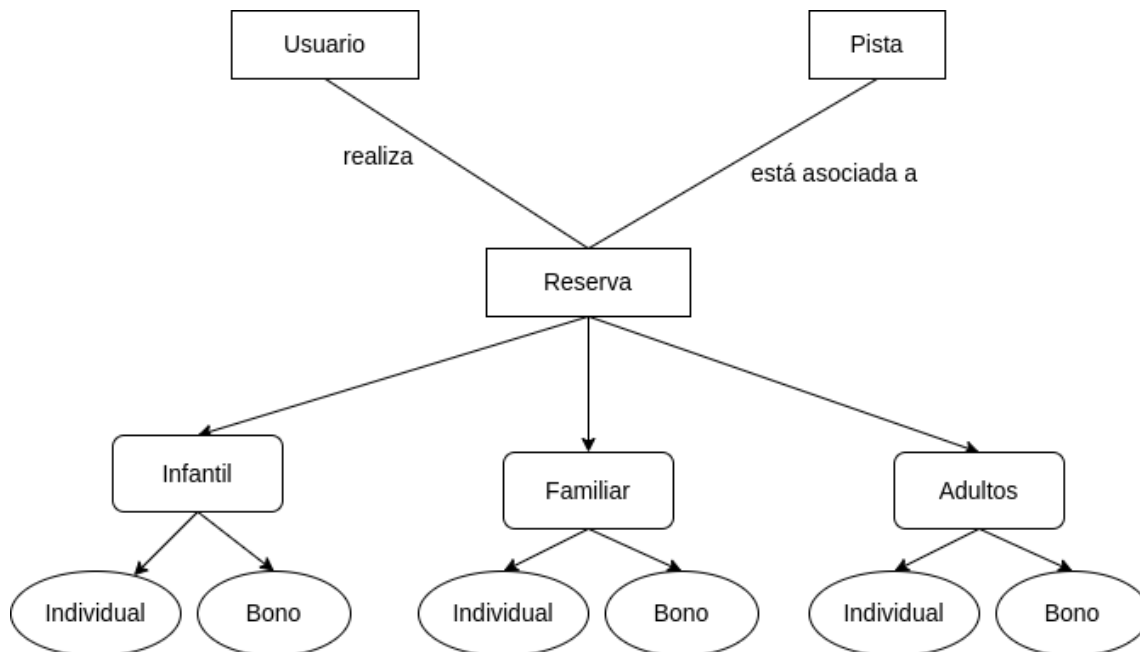 Usuario
Pista
realiza
está asociada a
Reserva
Infantil
Familiar
Adultos
Individual
Bono
Individual
Bono
Individual
Bono